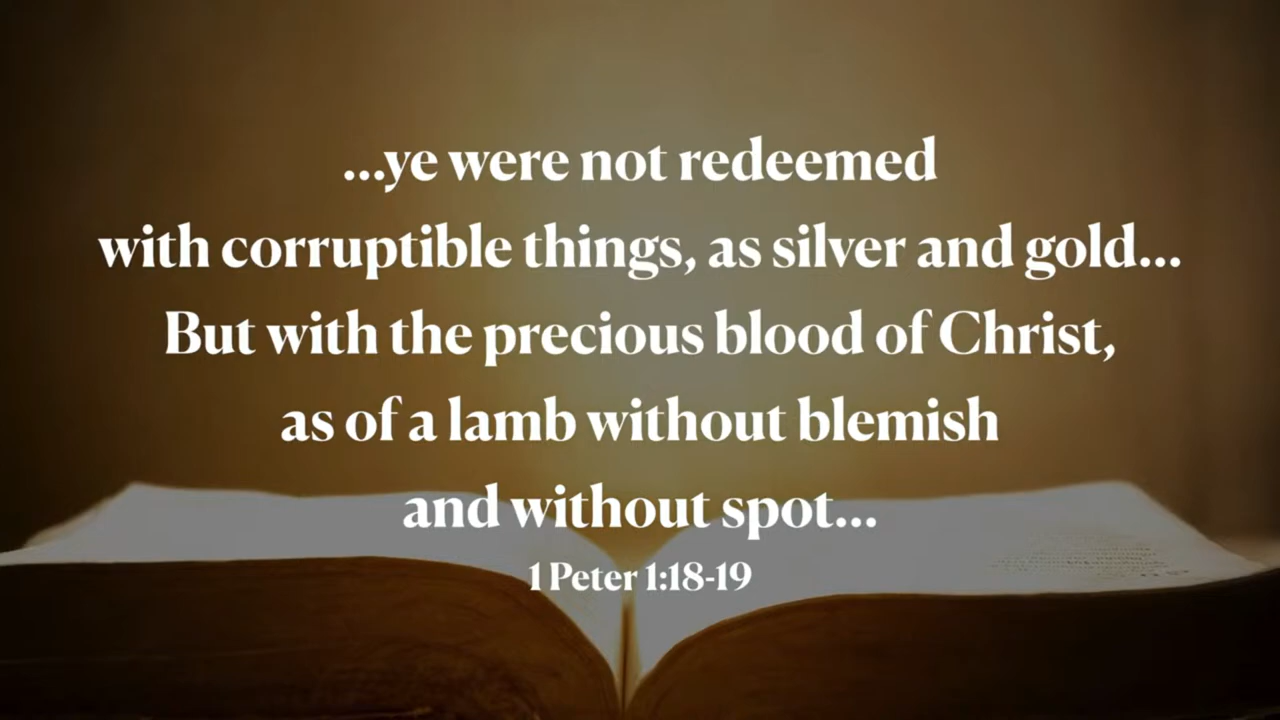 ...ye were not redeemed
with corruptible things, as silver and gold...
But with the precious blood of Christ,
as of a lamb without blemish
and without spot...
1 Peter 1:18-19